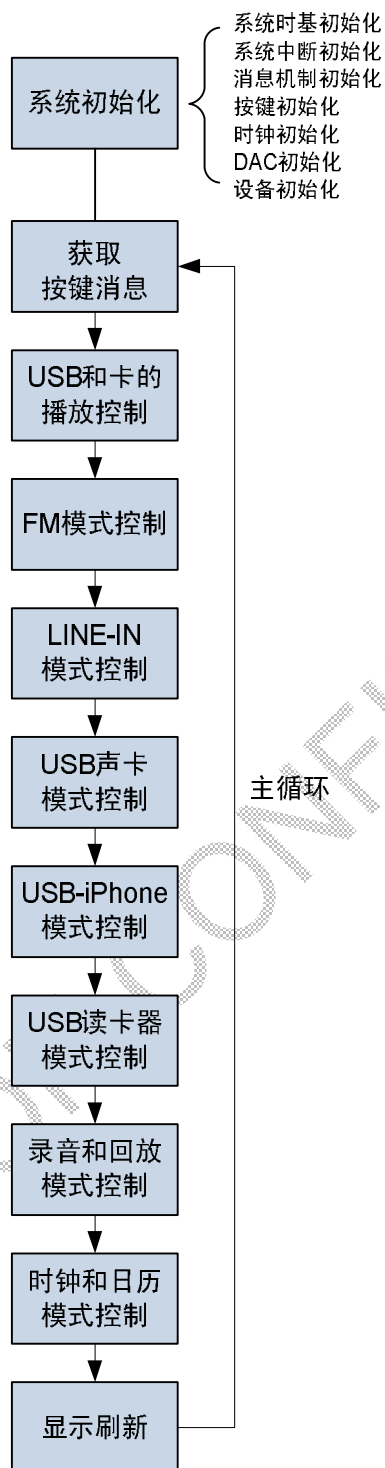 系统时基初始化
系统中断初始化
消息机制初始化
按键初始化
时钟初始化
DAC初始化
设备初始化
系统初始化
获取
按键消息
USB和卡的
播放控制
FM模式控制
LINE-IN
模式控制
USB声卡
模式控制
主循环
USB-iPhone
模式控制
USB读卡器
模式控制
录音和回放
模式控制
时钟和日历
模式控制
显示刷新
CONF